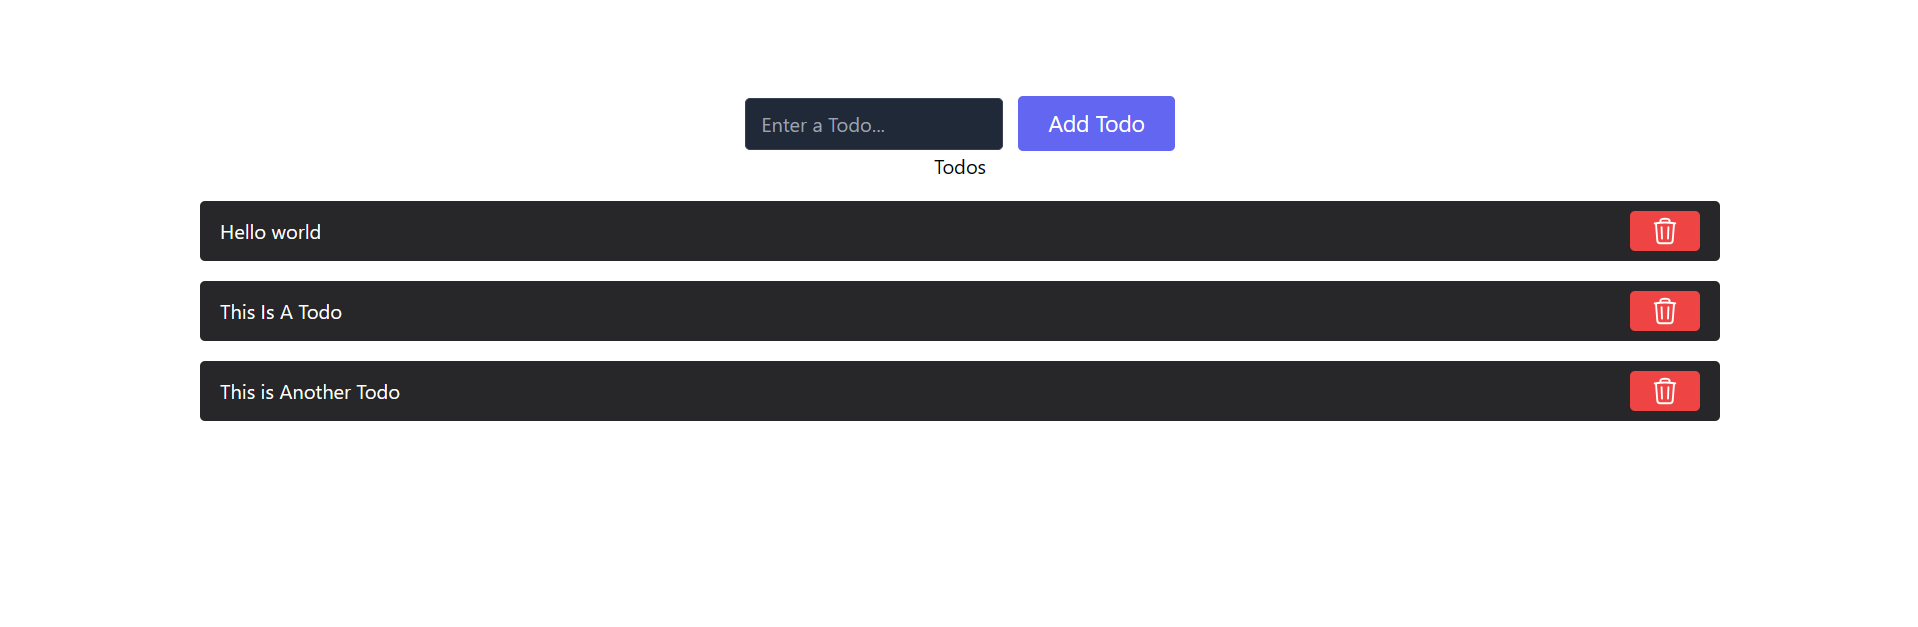 Enter a Todo...
Add Todo
Todos
Hello world
This Is A Todo
This is Another Todo